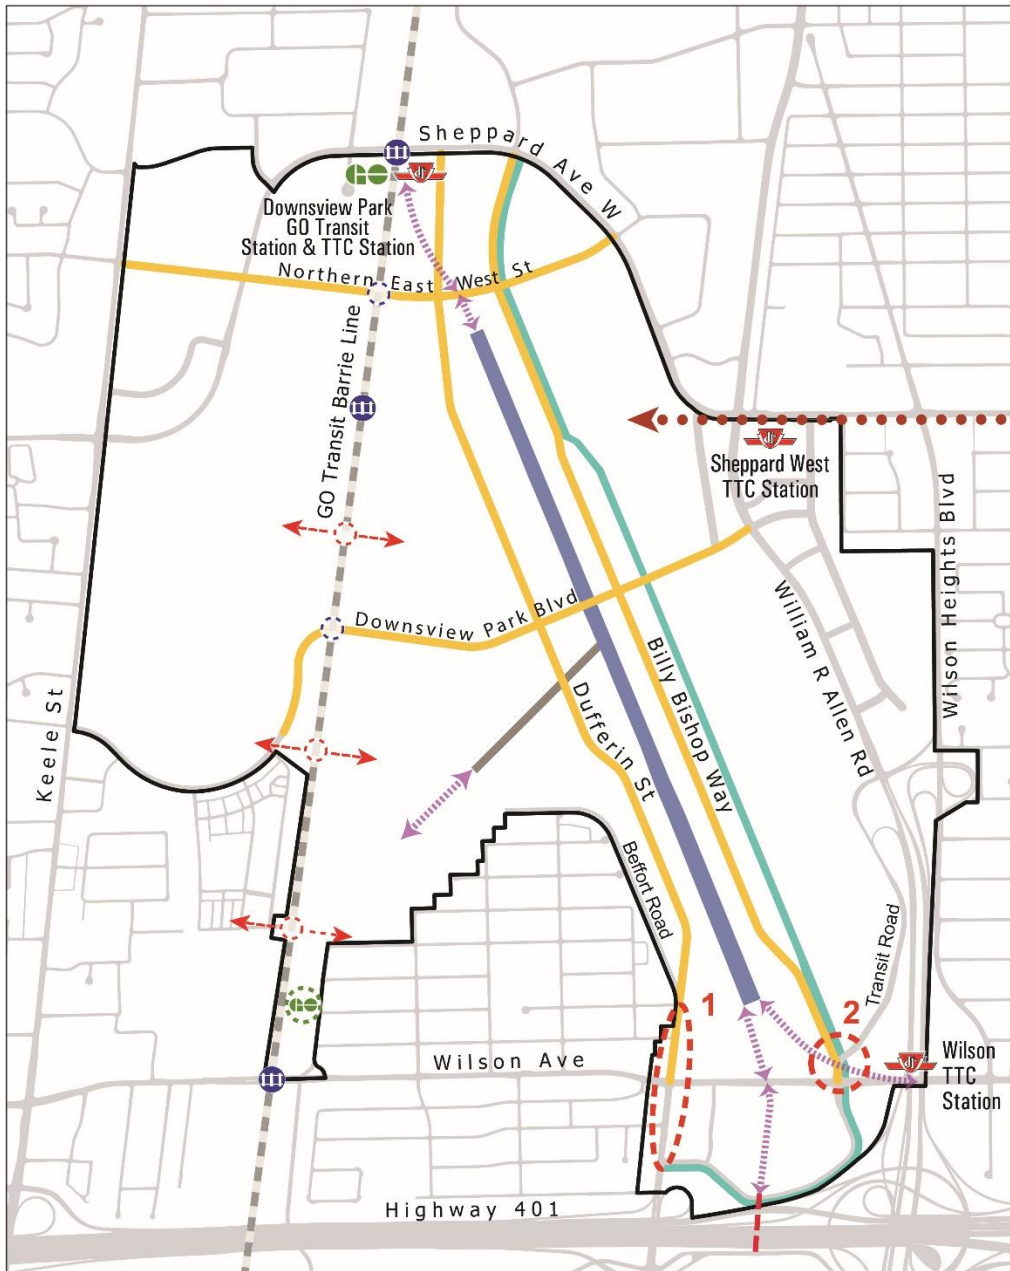 Sheppard Ave W
GO
Downsview Park
GO Transit
Station & TTC Station
Northern East West St
GO Transit Barrie Line
Sheppard West
TTC Station
Wilson Heights Blvd
William R Allen Rd
Downsview Park Blvd
Billy Bishop Way
Keele St
Dufferin St
Beffort Road
Transit Road
GO
1
2
Wilson Ave
Wilson
TTC
Station
Highway 401